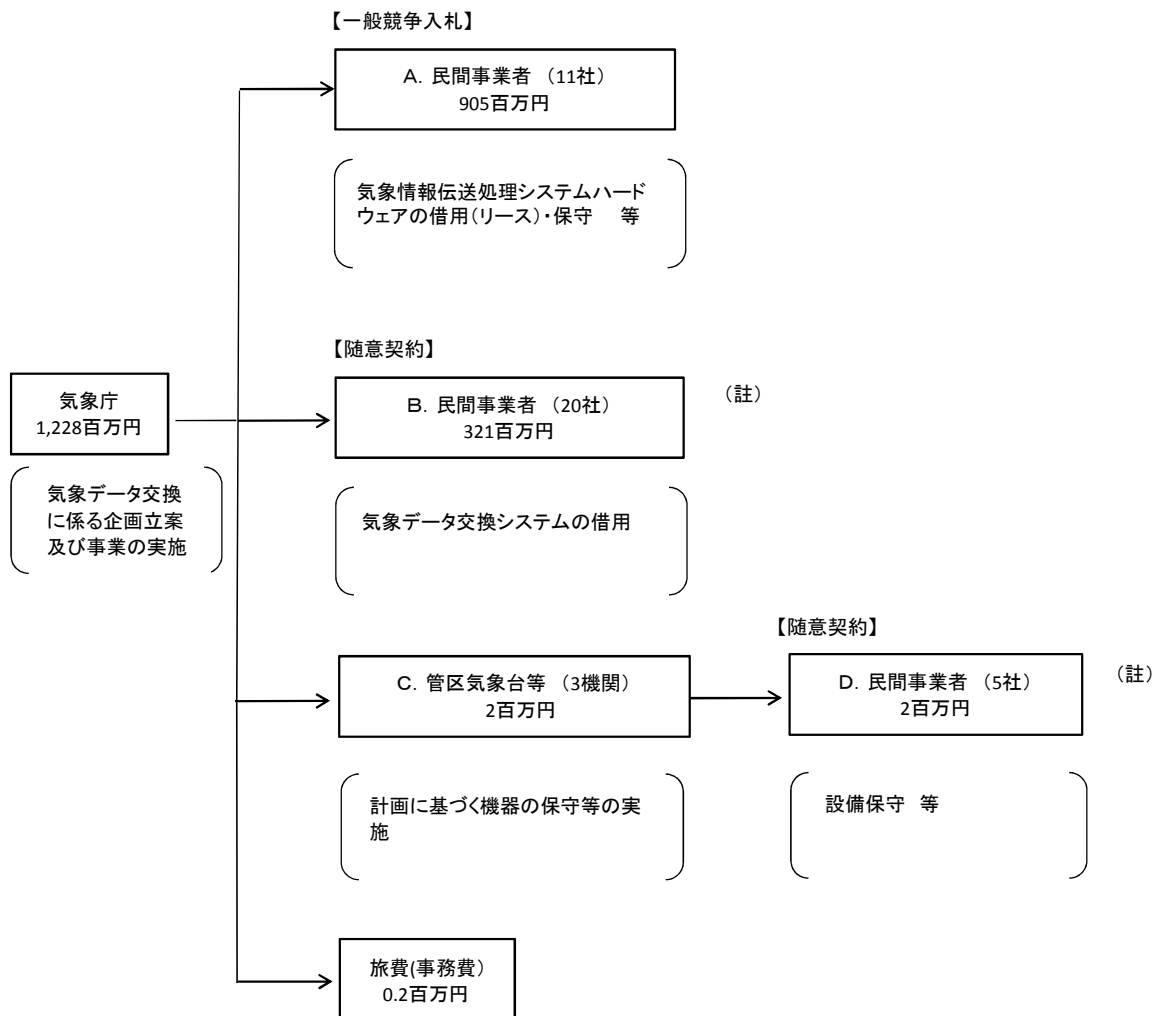 【一般競争入札】
A．民間事業者 （11社）
905百万円
気象情報伝送処理システムハード
ウェアの借用（リース）・保守 等
【随意契約】
気象庁
1,228百万円
B．民間事業者 （20社）
321百万円
（註）
気象データ交換
に係る企画立案
及び事業の実施
気象データ交換システムの借用
【随意契約】
C．管区気象台等 （3機関）
2百万円
D．民間事業者 （5社）
2百万円
（註）
計画に基づく機器の保守等の実
施
設備保守 等
旅費(事務費）
0.2百万円